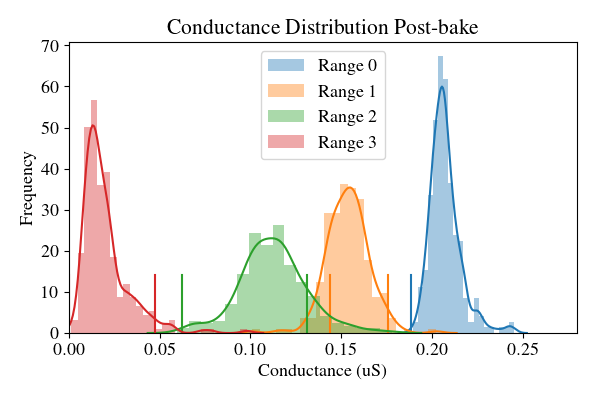 Conductance Distribution Post-bake
70
60
50
40
30
20
10
0
Frequency
Range 0
Range 1
Range 2
Range 3
0.00 0.05 0.10 0.15 0.20 0.25
Conductance (uS)